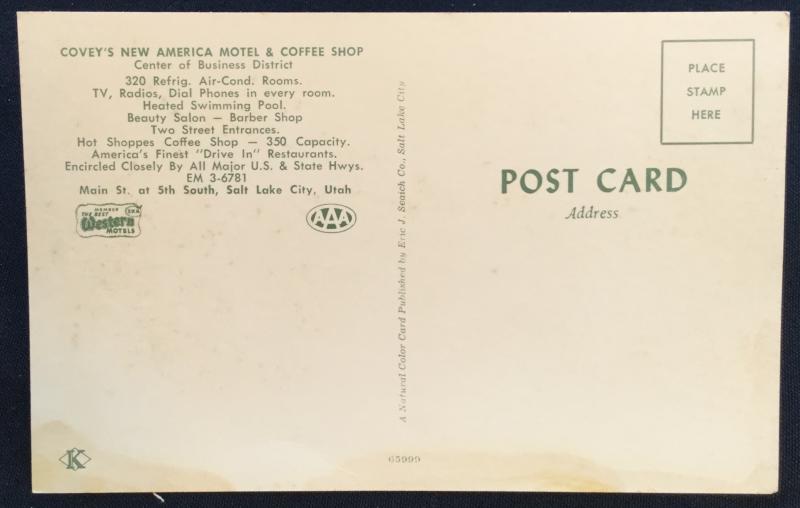 COVEY'S NEW AMERICA MOTEL & COFFEE SHOP
Center of Business District
320 Refrig. Air-Cond. Rooms.
TV, Radios, Dial Phones in every room.
Heated Swimming Pool.
Beauty Salon — Barber Shop
Two Street Entrances.
Hot Shoppes Coffee Shop — 350 Capacity.
America's Finest "Drive In" Restaurants.
Encircled Closely By All Major U.S. & State Hwys.
EM 3-6781
Main St. at 5th South, Salt Lake City, Utah
MEMBER
THE BEST
Western
MOTELS
AAA
K
A Natural Color Card Published by Eric J. Seaich Co., Salt Lake City
65999
PLACE
STAMP
HERE
POST CARD
Address